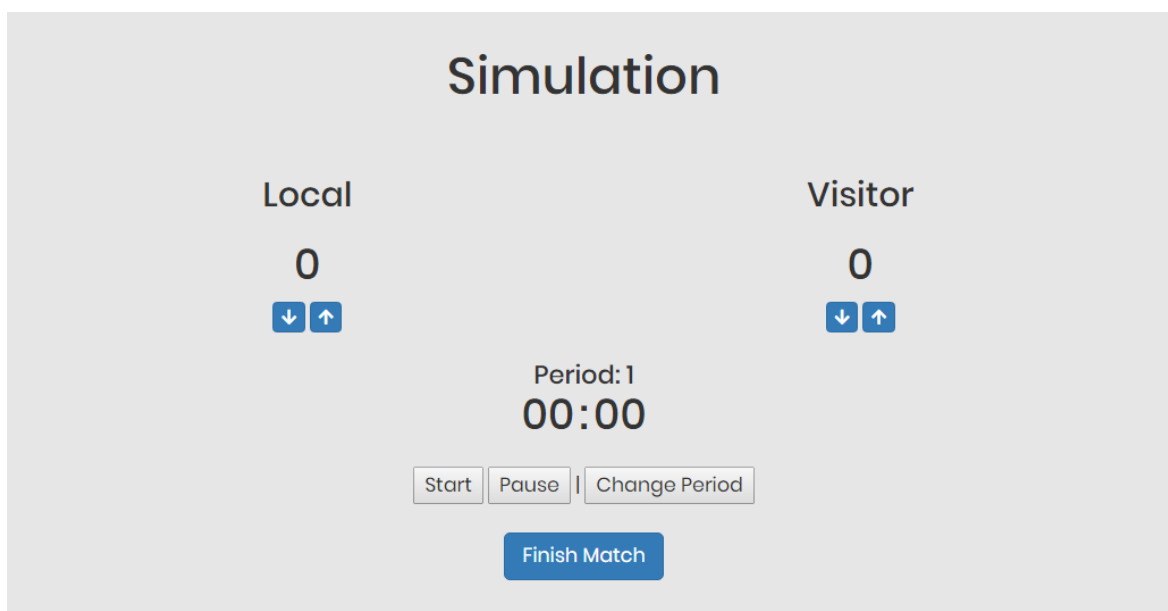 Simulation
Local Visitor
0 0
Period: 1
00:00
Start Pause | Change Period
Finish Match